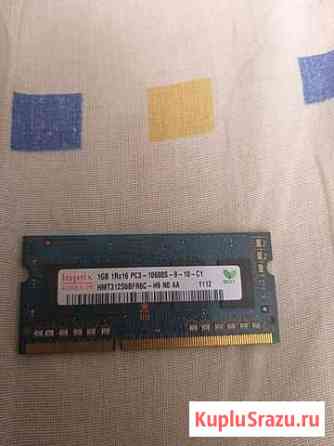 hynix
1GB 1Rx16 PC3-10600S-9-10-C1
HMT312S6BFR6C-H9 N0 AA 1112
KupluSrazu.ru